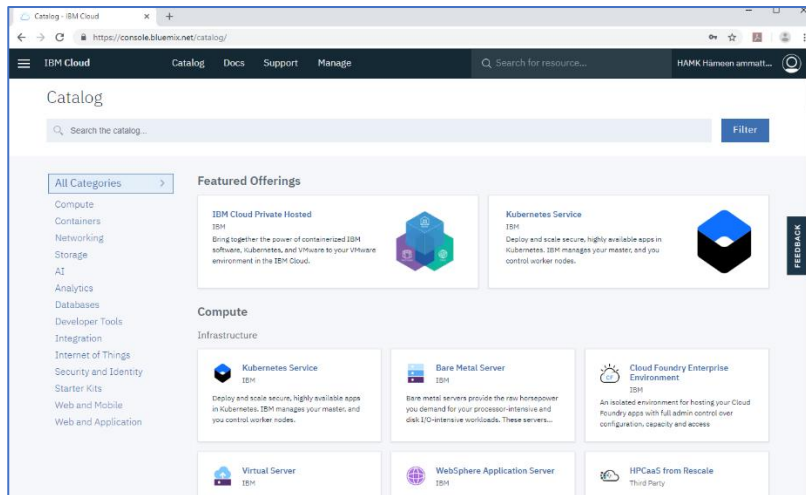 Catalog - IBM Cloud
https://console.bluemix.net/catalog/
IBM Cloud
Catalog
Docs
Support
Manage
Search for resource...
HAMK Hämeen ammatt...
Catalog
Search the catalog...
Filter
All Categories
Compute
Containers
Networking
Storage
AI
Analytics
Databases
Developer Tools
Integration
Internet of Things
Security and Identity
Starter Kits
Web and Mobile
Web and Application
Featured Offerings
IBM Cloud Private Hosted
IBM
Bring together the power of containerized IBM
software, Kubernetes, and VMware to your VMware
environment in the IBM Cloud.
Kubernetes Service
IBM
Deploy and scale secure, highly available apps in
Kubernetes. IBM manages your master, and you
control worker nodes.
FEEDBACK
Compute
Infrastructure
Kubernetes Service
IBM
Deploy and scale secure, highly available apps
in Kubernetes. IBM manages your master, and
you control worker nodes.
Bare Metal Server
IBM
Bare metal servers provide the raw horsepower
you demand for your processor-intensive and
disk I/O-intensive workloads. These servers...
CF
Cloud Foundry Enterprise
Environment
IBM
An isolated environment for hosting your Cloud
Foundry apps with full admin control over
configuration, capacity and access
Virtual Server
IBM
WebSphere Application Server
IBM
HPCaaS from Rescale
Third Party